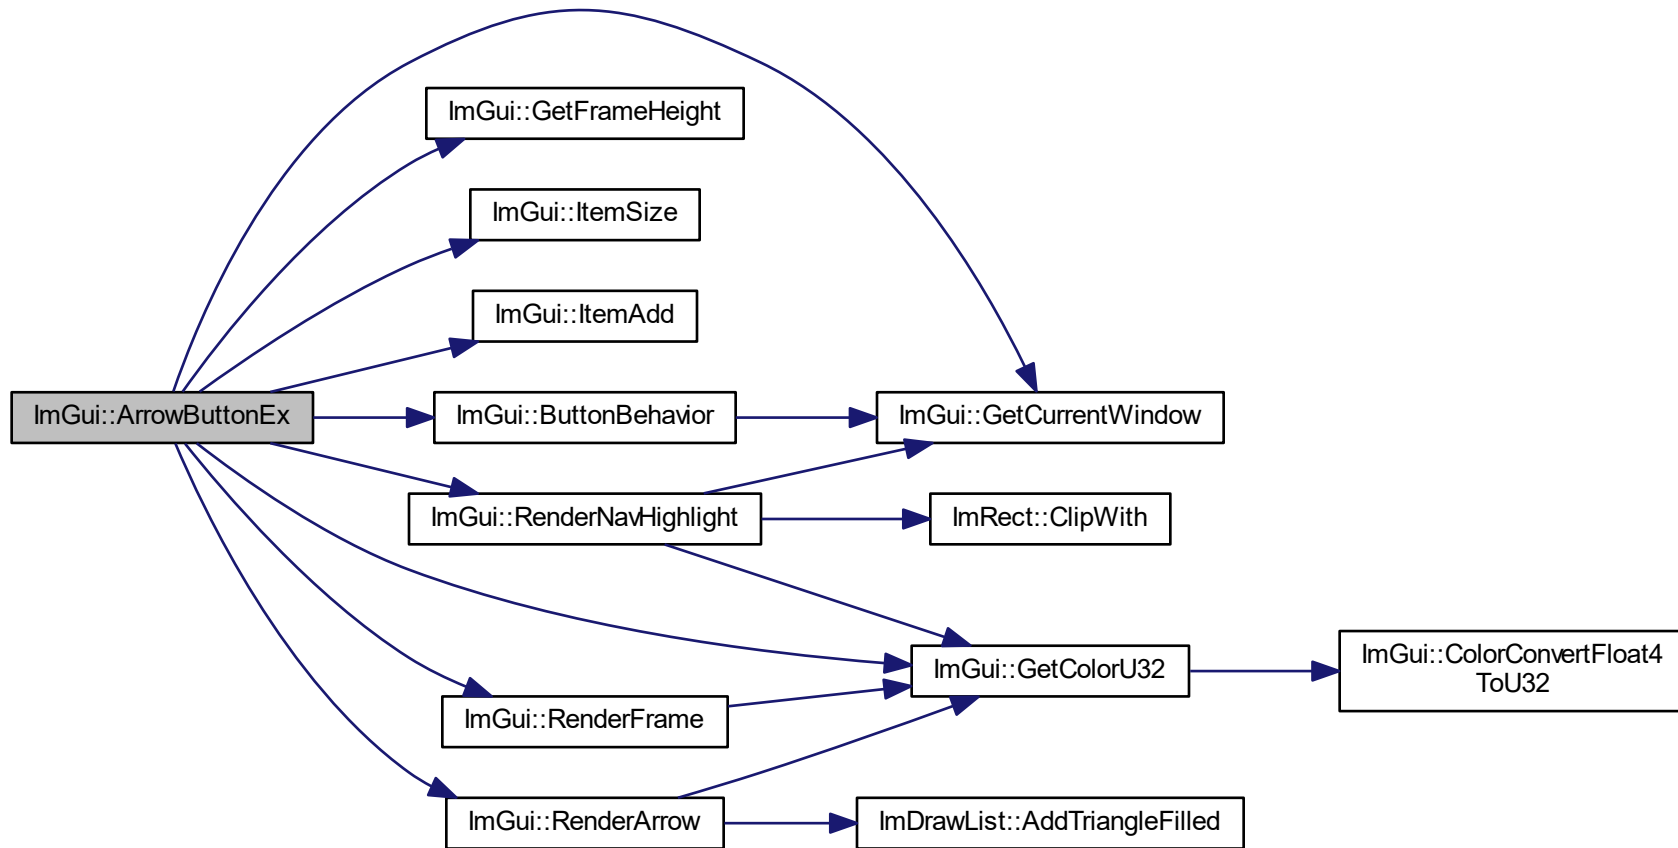 ImGui::GetFrameHeight
ImGui::ItemSize
ImGui::ItemAdd
ImGui::ArrowButtonEx
ImGui::ButtonBehavior
ImGui::GetCurrentWindow
ImGui::RenderNavHighlight
ImRect::ClipWith
ImGui::GetColorU32
ImGui::ColorConvertFloat4
ToU32
ImGui::RenderFrame
ImGui::RenderArrow
ImDrawList::AddTriangleFilled